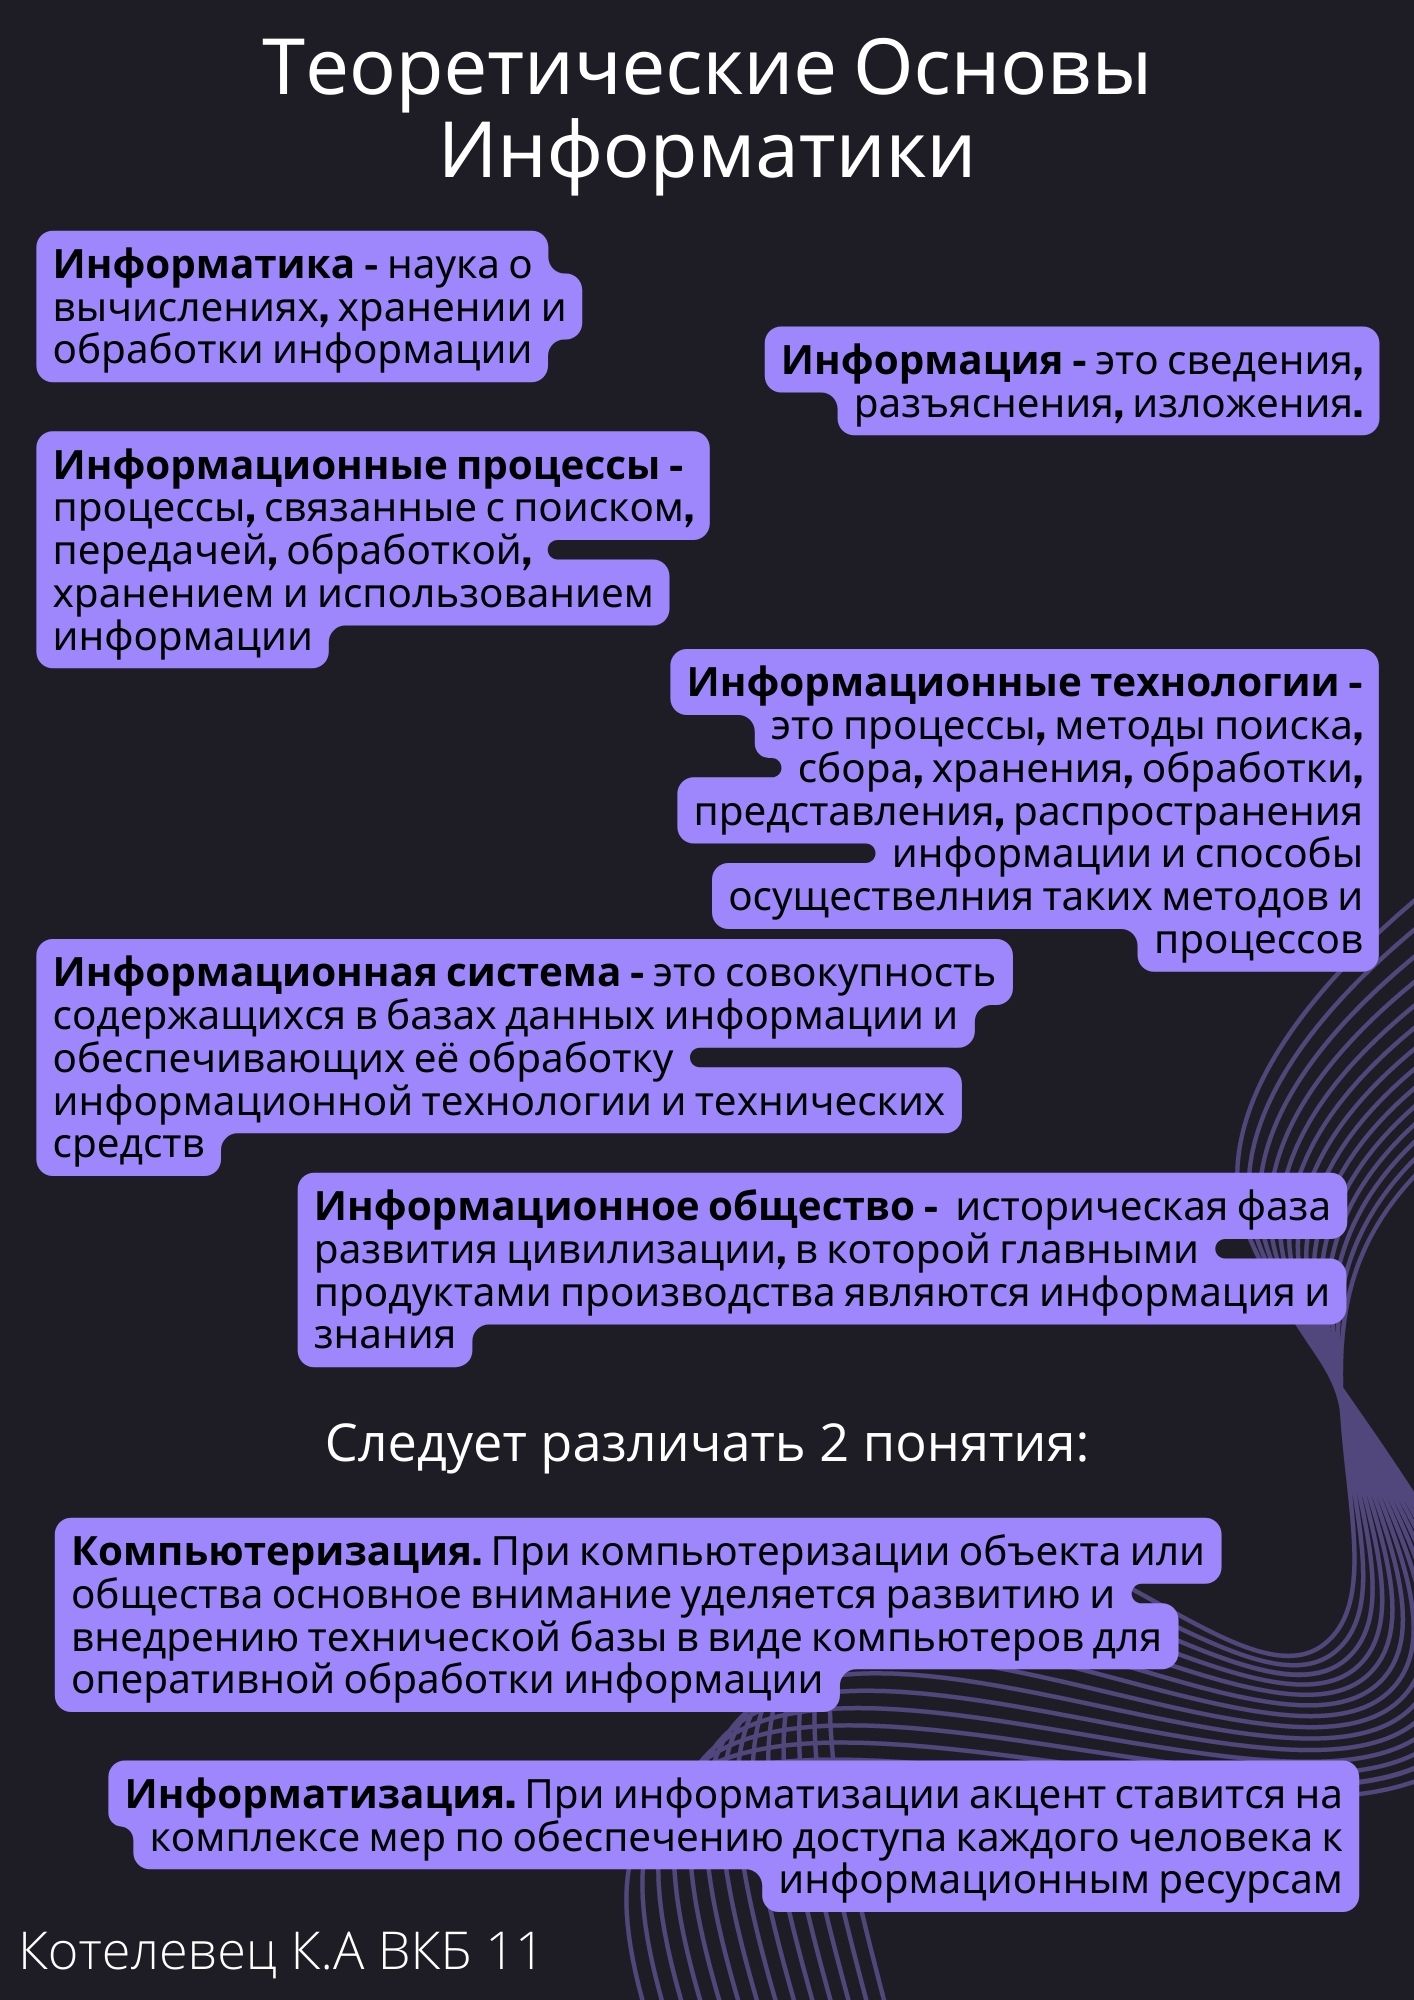 Теоретические Основы
Информатики
Информатика - наука о
вычислениях, хранении и
обработки информации
Информация - это сведения,
разъяснения, изложения.
Информационные процессы -
процессы, связанные с поиском,
передачей, обработкой,
хранением и использованием
информации
Информационные технологии -
это процессы, методы поиска,
сбора, хранения, обработки,
представления, распространения
информации и способы
осуществелния таких методов и
процессов
Информационная система - это совокупность
содержащихся в базах данных информации и
обеспечивающих её обработку
информационной технологии и технических
средств
Информационное общество - историческая фаза
развития цивилизации, в которой главными
продуктами производства являются информация и
знания
Следует различать 2 понятия:
Компьютеризация. При компьютеризации объекта или
общества основное внимание уделяется развитию и
внедрению технической базы в виде компьютеров для
оперативной обработки информации
Информатизация. При информатизации акцент ставится на
комплексе мер по обеспечению доступа каждого человека к
информационным ресурсам
Котелевец К.А ВКБ 11